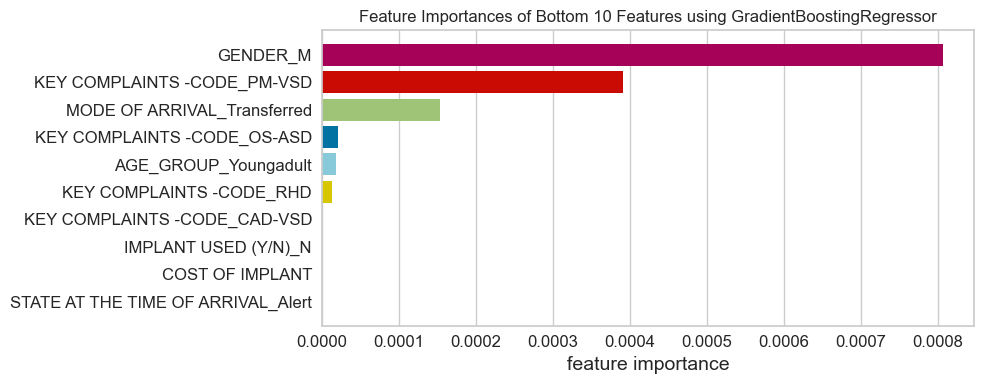 Feature Importances of Bottom 10 Features using GradientBoostingRegressor
GENDER_M
KEY COMPLAINTS -CODE_PM-VSD
MODE OF ARRIVAL_Transferred
KEY COMPLAINTS -CODE_OS-ASD
AGE_GROUP_Youngadult
KEY COMPLAINTS -CODE_RHD
KEY COMPLAINTS -CODE_CAD-VSD
IMPLANT USED (Y/N)_N
COST OF IMPLANT
STATE AT THE TIME OF ARRIVAL_Alert
0.0000 0.0001 0.0002 0.0003 0.0004 0.0005 0.0006 0.0007 0.0008
feature importance